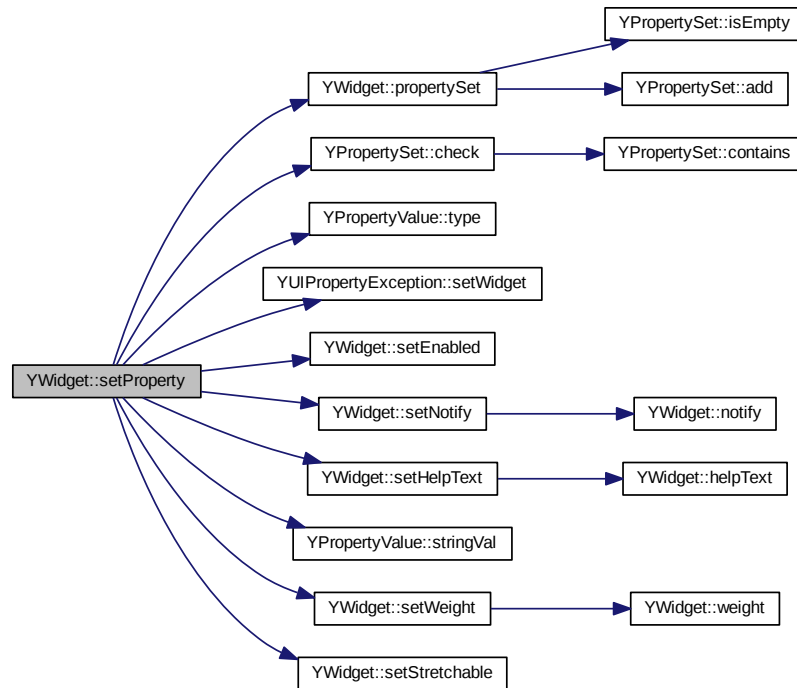 YPropertySet::isEmpty
YWidget::propertySet
YPropertySet::add
YPropertySet::check
YPropertySet::contains
YPropertyValue::type
YUIPropertyException::setWidget
YWidget::setEnabled
YWidget::setProperty
YWidget::setNotify
YWidget::notify
YWidget::setHelpText
YWidget::helpText
YPropertyValue::stringVal
YWidget::setWeight
YWidget::weight
YWidget::setStretchable